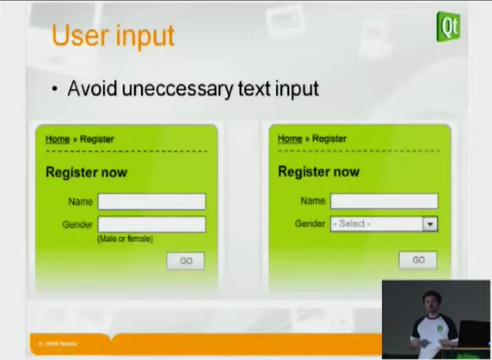 User input
Qt
• Avoid uneccessary text input
Home » Register
Register now
Name
Gender
(Male or female)
GO
Home » Register
Register now
Name
Gender - Select -
GO